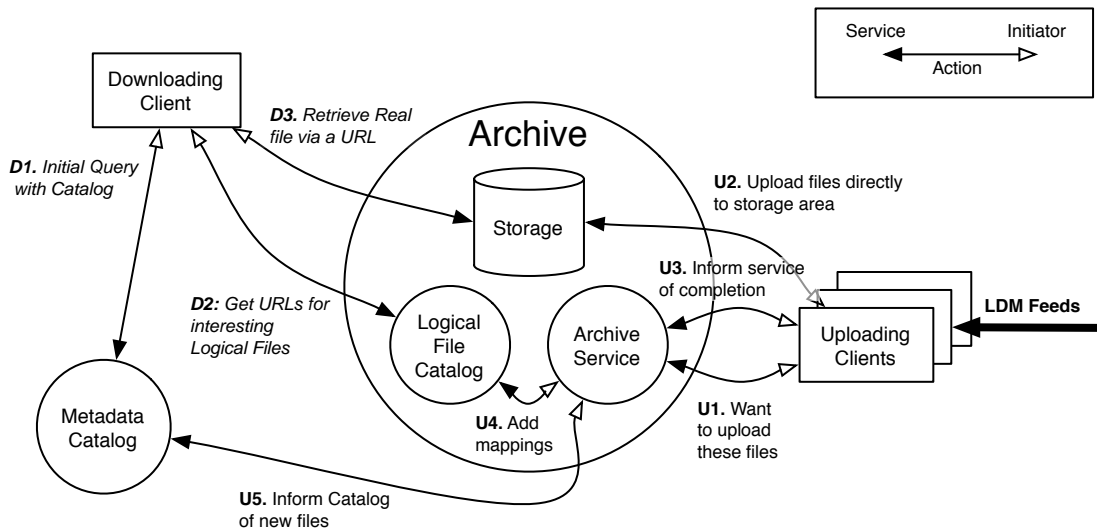 Service
Initiator
Action
Downloading
Client
D3. Retrieve Real
file via a URL
Archive
D1. Initial Query
with Catalog
U2. Upload files directly
to storage area
Storage
U3. Inform service
of completion
D2: Get URLs for
interesting
Logical Files
Logical
File
Catalog
Archive
Service
Uploading
Clients
LDM Feeds
Metadata
Catalog
U4. Add
mappings
U1. Want
to upload
these files
U5. Inform Catalog
of new files